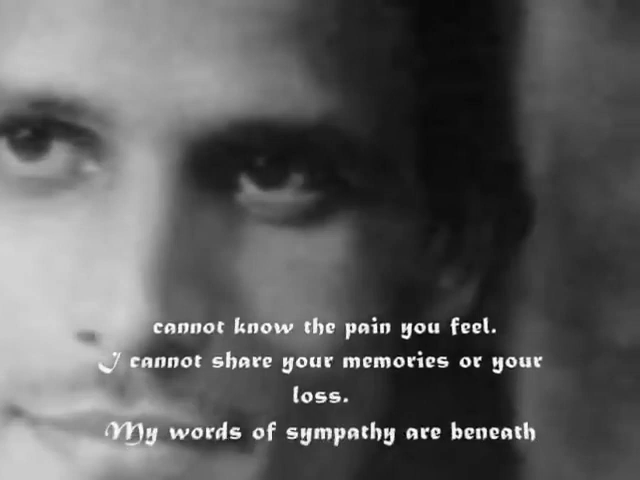 cannot know the pain you feel.
I cannot share your memories or your
loss.
My words of sympathy are beneath